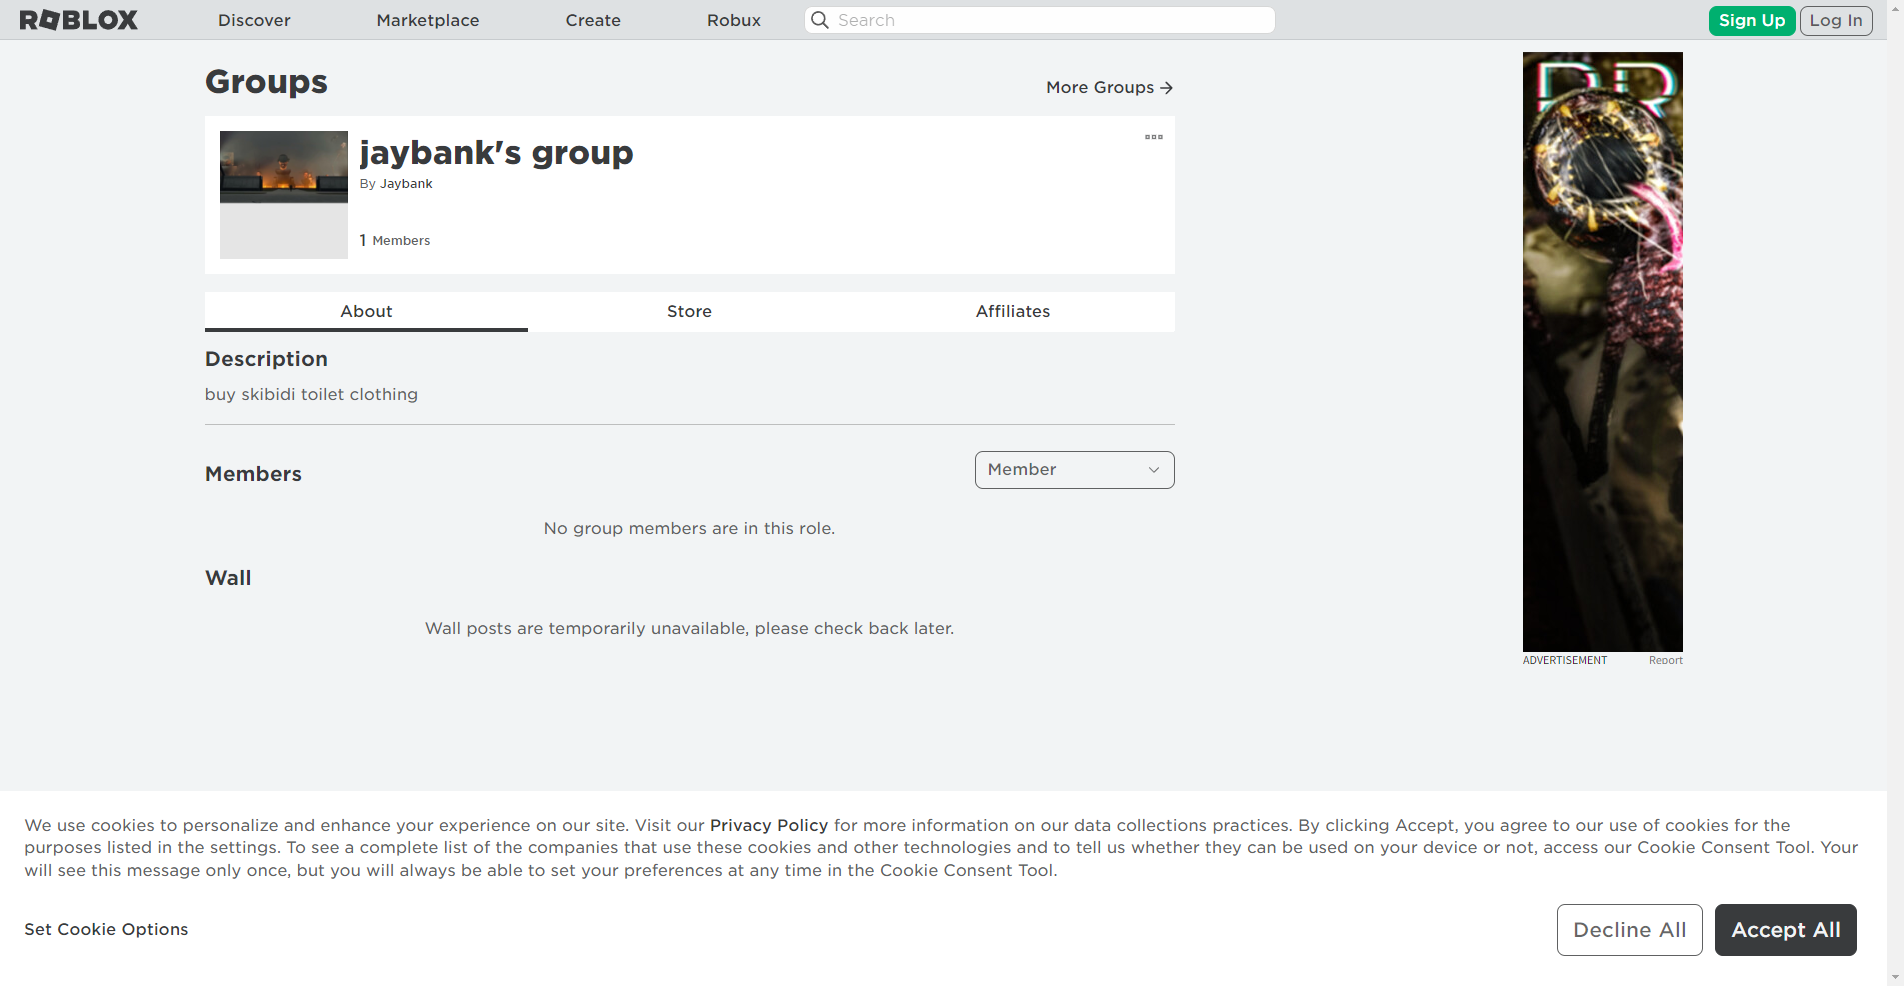 ROBLOX
Discover
Marketplace
Create
Robux
Search
Sign Up
Log In
Groups
More Groups
jaybank's group
By Jaybank
1 Members
About
Store
Affiliates
Description
buy skibidi toilet clothing
Members
Member
No group members are in this role.
Wall
Wall posts are temporarily unavailable, please check back later.
ADVERTISEMENT
Report
We use cookies to personalize and enhance your experience on our site. Visit our Privacy Policy for more information on our data collections practices. By clicking Accept, you agree to our use of cookies for the
purposes listed in the settings. To see a complete list of the companies that use these cookies and other technologies and to tell us whether they can be used on your device or not, access our Cookie Consent Tool. Your
will see this message only once, but you will always be able to set your preferences at any time in the Cookie Consent Tool.
Set Cookie Options
Decline All
Accept All